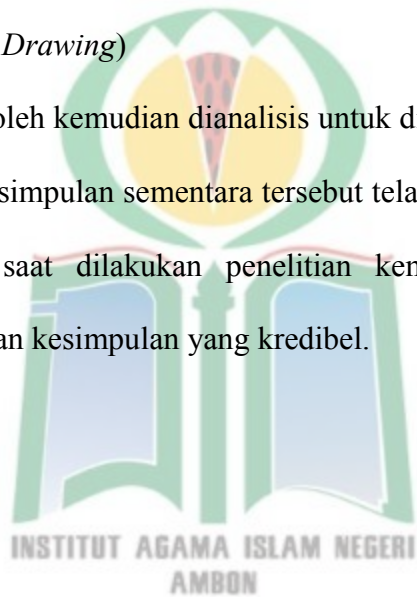 Drawing)
oleh kemudian dianalisis untuk d
simpulan sementara tersebut tela
saat dilakukan penelitian ken
an kesimpulan yang kredibel.
INSTITUT AGAMA ISLAM NEGERI
AMBON